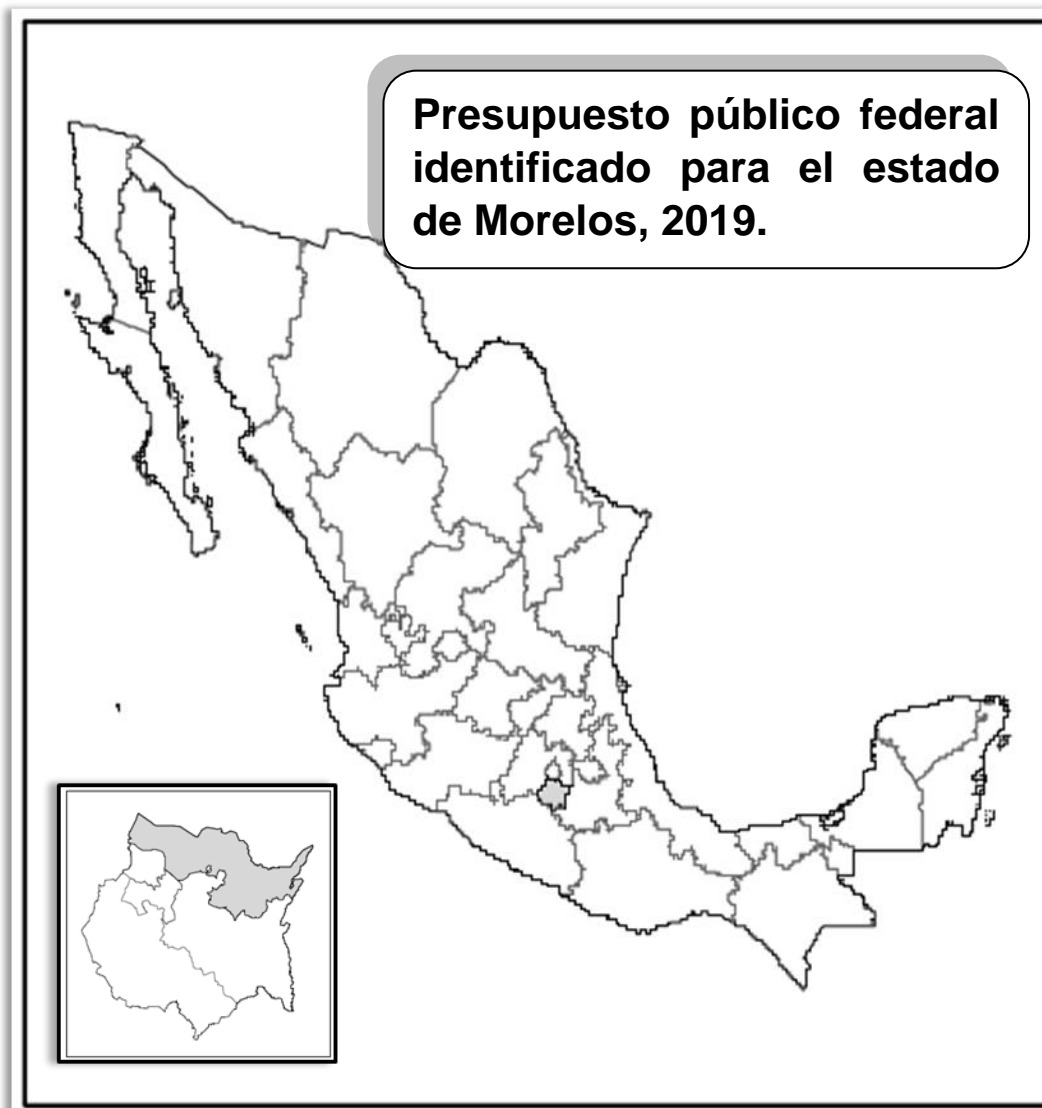 Presupuesto público federal
identificado para el estado
de Morelos, 2019.